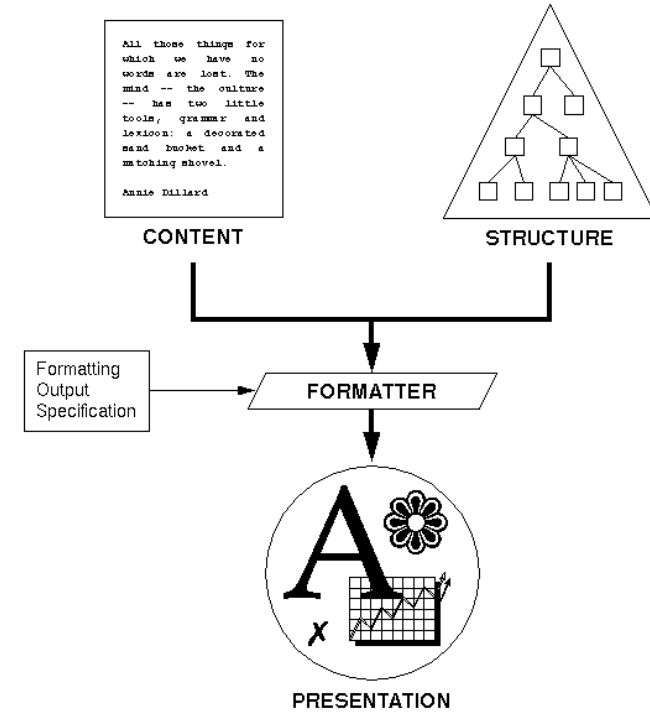 All those things for
which we have no
words are lost. The
mind -- the culture
-- has two little
tools, grammar and
lexicon: a decorated
sand bucket and a
matching shovel.
Annie Dillard
CONTENT
STRUCTURE
Formatting
Output
Specification
FORMATTER
A
x
PRESENTATION